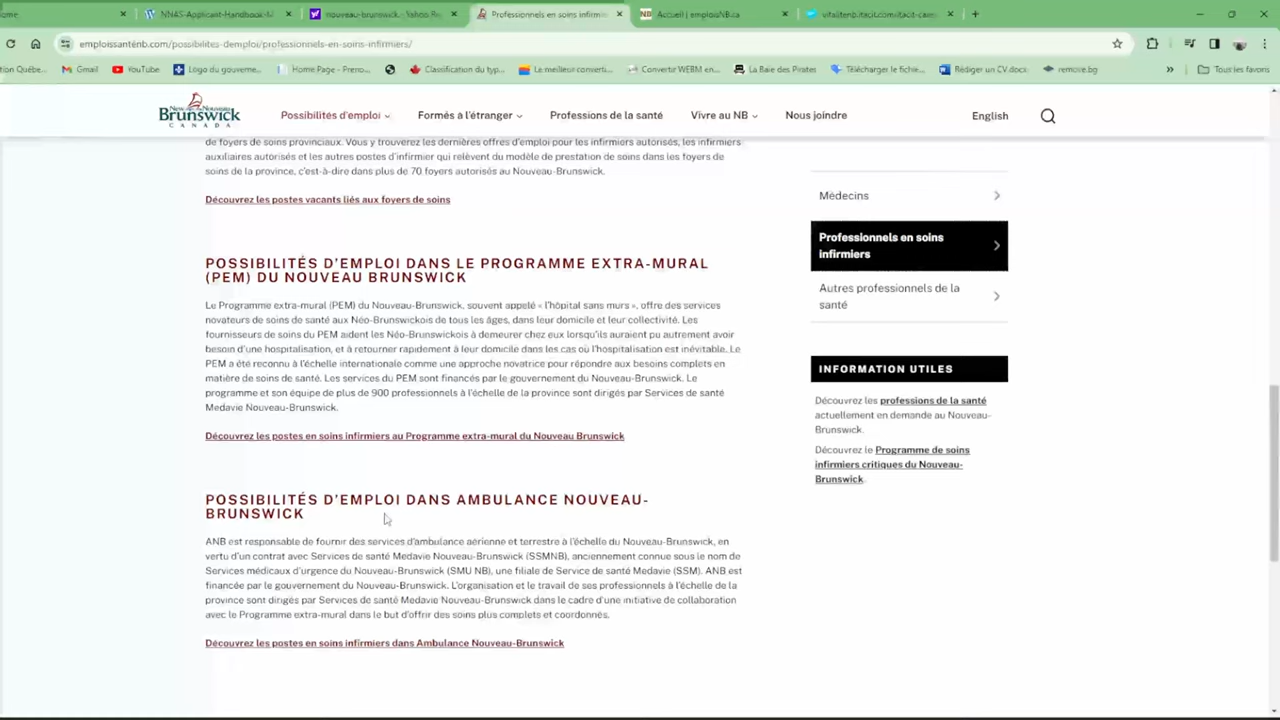 ome
NNAS-Applicant-Handbook-M
nouveau-brunswick - Yahoo Re
Professionnels en soins infirmier
Accueil | emploisNB.ca
vitalitenb.itacit.com/itacit-care
emploissanténb.com/possibilites-demploi/professionnels-en-soins-infirmiers/
tion Québe...
Gmail
YouTube
Logo du gouverne...
Home Page - Prero...
Classification du typ...
Le meilleur converti...
Convertir WEBM en...
La Baie des Pirates
Télécharger le fichie...
Rédiger un CV.docx
remove.bg
»
Tous les favoris
Brunswick
CANADA
Possibilités d'emploi
Formés à l'étranger
Professions de la santé
Vivre au NB
Nous joindre
English
de foyers de soins provinciaux. Vous y trouverez les dernières offres d'emploi pour les infirmiers autorisés, les infirmiers
auxiliaires autorisés et les autres postes d'infirmier qui relèvent du modèle de prestation de soins dans les foyers de
soins de la province, c'est-à-dire dans plus de 70 foyers autorisés au Nouveau-Brunswick.
Découvrez les postes vacants liés aux foyers de soins
POSSIBILITÉS D'EMPLOI DANS LE PROGRAMME EXTRA-MURAL
(PEM) DU NOUVEAU BRUNSWICK
Le Programme extra-mural (PEM) du Nouveau-Brunswick, souvent appelé « l'hôpital sans murs », offre des services
novateurs de soins de santé aux Néo-Brunswickois de tous les âges, dans leur domicile et leur collectivité. Les
fournisseurs de soins du PEM aident les Néo-Brunswickois à demeurer chez eux lorsqu'ils auraient pu autrement avoir
besoin d'une hospitalisation, et à retourner rapidement à leur domicile dans les cas où l'hospitalisation est inévitable. Le
PEM a été reconnu à l'échelle internationale comme une approche novatrice pour répondre aux besoins complets en
matière de soins de santé. Les services du PEM sont financés par le gouvernement du Nouveau-Brunswick. Le
programme et son équipe de plus de 900 professionnels à l'échelle de la province sont dirigés par Services de santé
Medavie Nouveau-Brunswick.
Découvrez les postes en soins infirmiers au Programme extra-mural du Nouveau Brunswick
POSSIBILITÉS D'EMPLOI DANS AMBULANCE NOUVEAU-
BRUNSWICK
ANB est responsable de fournir des services d'ambulance aérienne et terrestre à l'échelle du Nouveau-Brunswick, en
vertu d'un contrat avec Services de santé Medavie Nouveau-Brunswick (SSMNB), anciennement connue sous le nom de
Services médicaux d'urgence du Nouveau-Brunswick (SMU NB), une filiale de Service de santé Medavie (SSM). ANB est
financée par le gouvernement du Nouveau-Brunswick. L'organisation et le travail de ses professionnels à l'échelle de la
province sont dirigés par Services de santé Medavie Nouveau-Brunswick dans le cadre d'une initiative de collaboration
avec le Programme extra-mural dans le but d'offrir des soins plus complets et coordonnés.
Découvrez les postes en soins infirmiers dans Ambulance Nouveau-Brunswick
Médecins
Professionnels en soins
infirmiers
Autres professionnels de la
santé
INFORMATION UTILES
Découvrez les professions de la santé
actuellement en demande au Nouveau-
Brunswick.
Découvrez le Programme de soins
infirmiers critiques du Nouveau-
Brunswick.